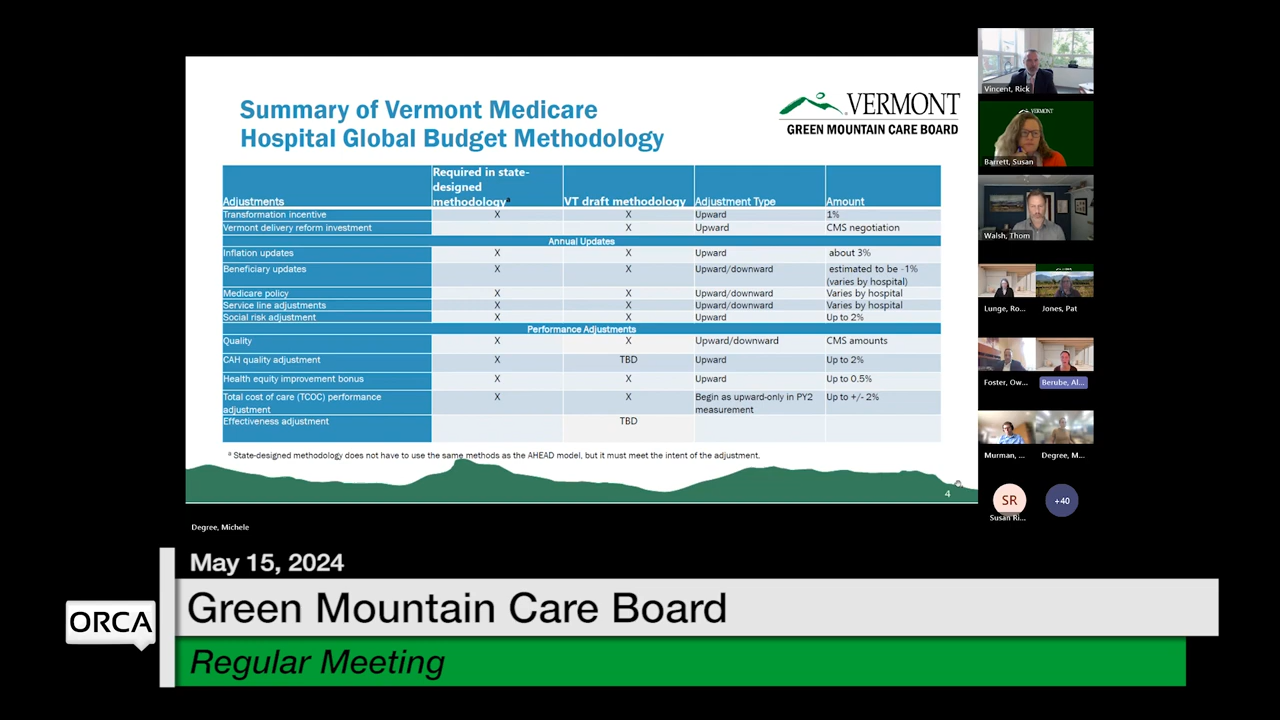 Summary of Vermont Medicare
Hospital Global Budget Methodology
VERMONT
GREEN MOUNTAIN CARE BOARD
Adjustments
Required in state-
designed
methodologyᵃ
VT draft methodology
Adjustment Type
Amount
Transformation incentive X X Upward 1%
Vermont delivery reform investment X Upward CMS negotiation
Annual Updates
Inflation updates X X Upward about 3%
Beneficiary updates X X Upward/downward estimated to be -1%
(varies by hospital)
Medicare policy X X Upward/downward Varies by hospital
Service line adjustments X X Upward/downward Varies by hospital
Social risk adjustment X X Upward Up to 2%
Performance Adjustments
Quality X X Upward/downward CMS amounts
CAH quality adjustment X TBD Upward Up to 2%
Health equity improvement bonus X X Upward Up to 0.5%
Total cost of care (TCOC) performance X X Begin as upward-only in PY2 Up to +/- 2%
adjustment measurement
Effectiveness adjustment TBD
ᵃ State-designed methodology does not have to use the same methods as the AHEAD model, but it must meet the intent of the adjustment.
4
Vincent, Rick
VERMONT
Barrett, Susan
Walsh, Thom
Lunge, Ro... Jones, Pat
Foster, Ow... Berube, Al...
Murman, ... Degree, M...
SR +40
Susan Ri...
Degree, Michele
May 15, 2024
ORCA
Green Mountain Care Board
Regular Meeting